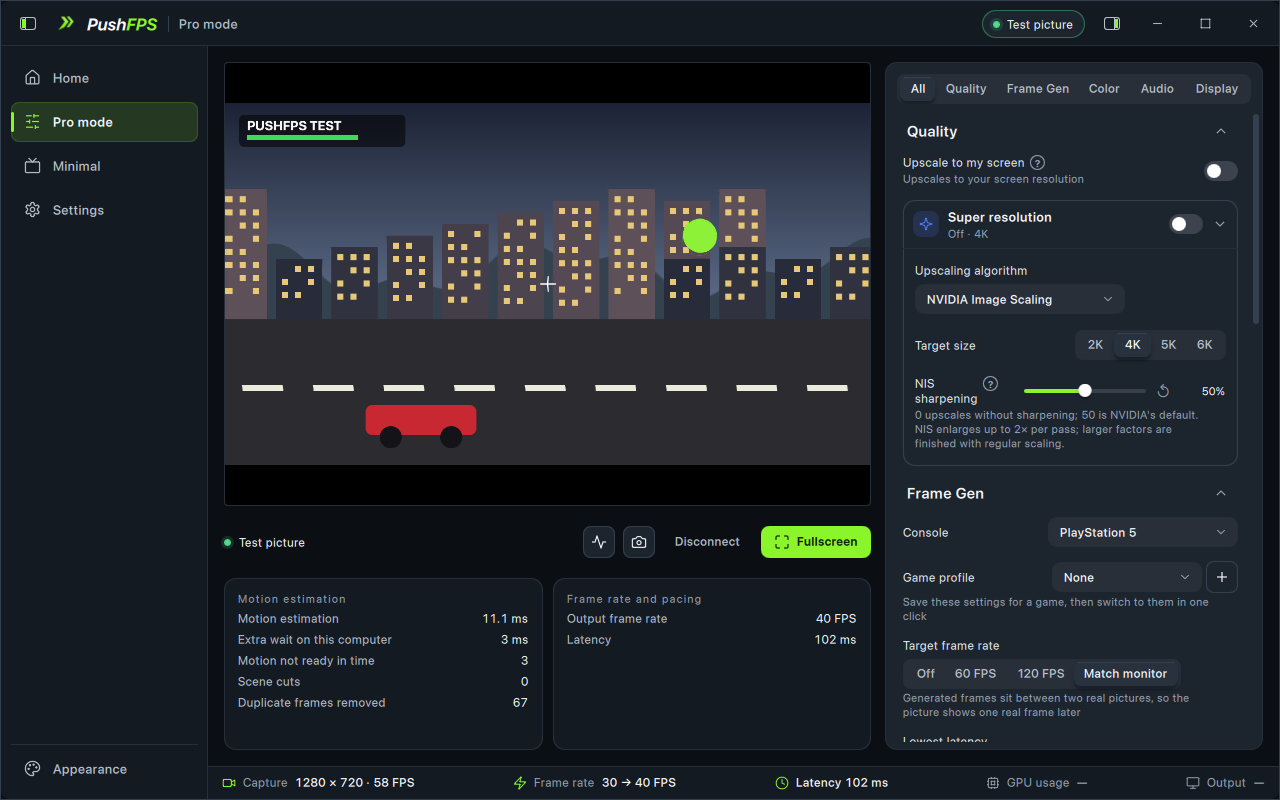 PushFPS
Pro mode
Test picture
Home
Pro mode
Minimal
Settings
Appearance
PUSHFPS TEST
Test picture
Disconnect
Fullscreen
Motion estimation
Motion estimation 11.1 ms
Extra wait on this computer 3 ms
Motion not ready in time 3
Scene cuts 0
Duplicate frames removed 67
Frame rate and pacing
Output frame rate 40 FPS
Latency 102 ms
All Quality Frame Gen Color Audio Display
Quality
Upscale to my screen ?
Upscales to your screen resolution
Super resolution
Off · 4K
Upscaling algorithm
NVIDIA Image Scaling
Target size 2K 4K 5K 6K
NIS
sharpening ? 50%
0 upscales without sharpening; 50 is NVIDIA's default.
NIS enlarges up to 2× per pass; larger factors are
finished with regular scaling.
Frame Gen
Console PlayStation 5
Game profile None
Save these settings for a game, then switch to them in one
click
Target frame rate
Off 60 FPS 120 FPS Match monitor
Generated frames sit between two real pictures, so the
picture shows one real frame later
Lowest latency
Capture 1280 × 720 · 58 FPS
Frame rate 30 → 40 FPS
Latency 102 ms
GPU usage —
Output —